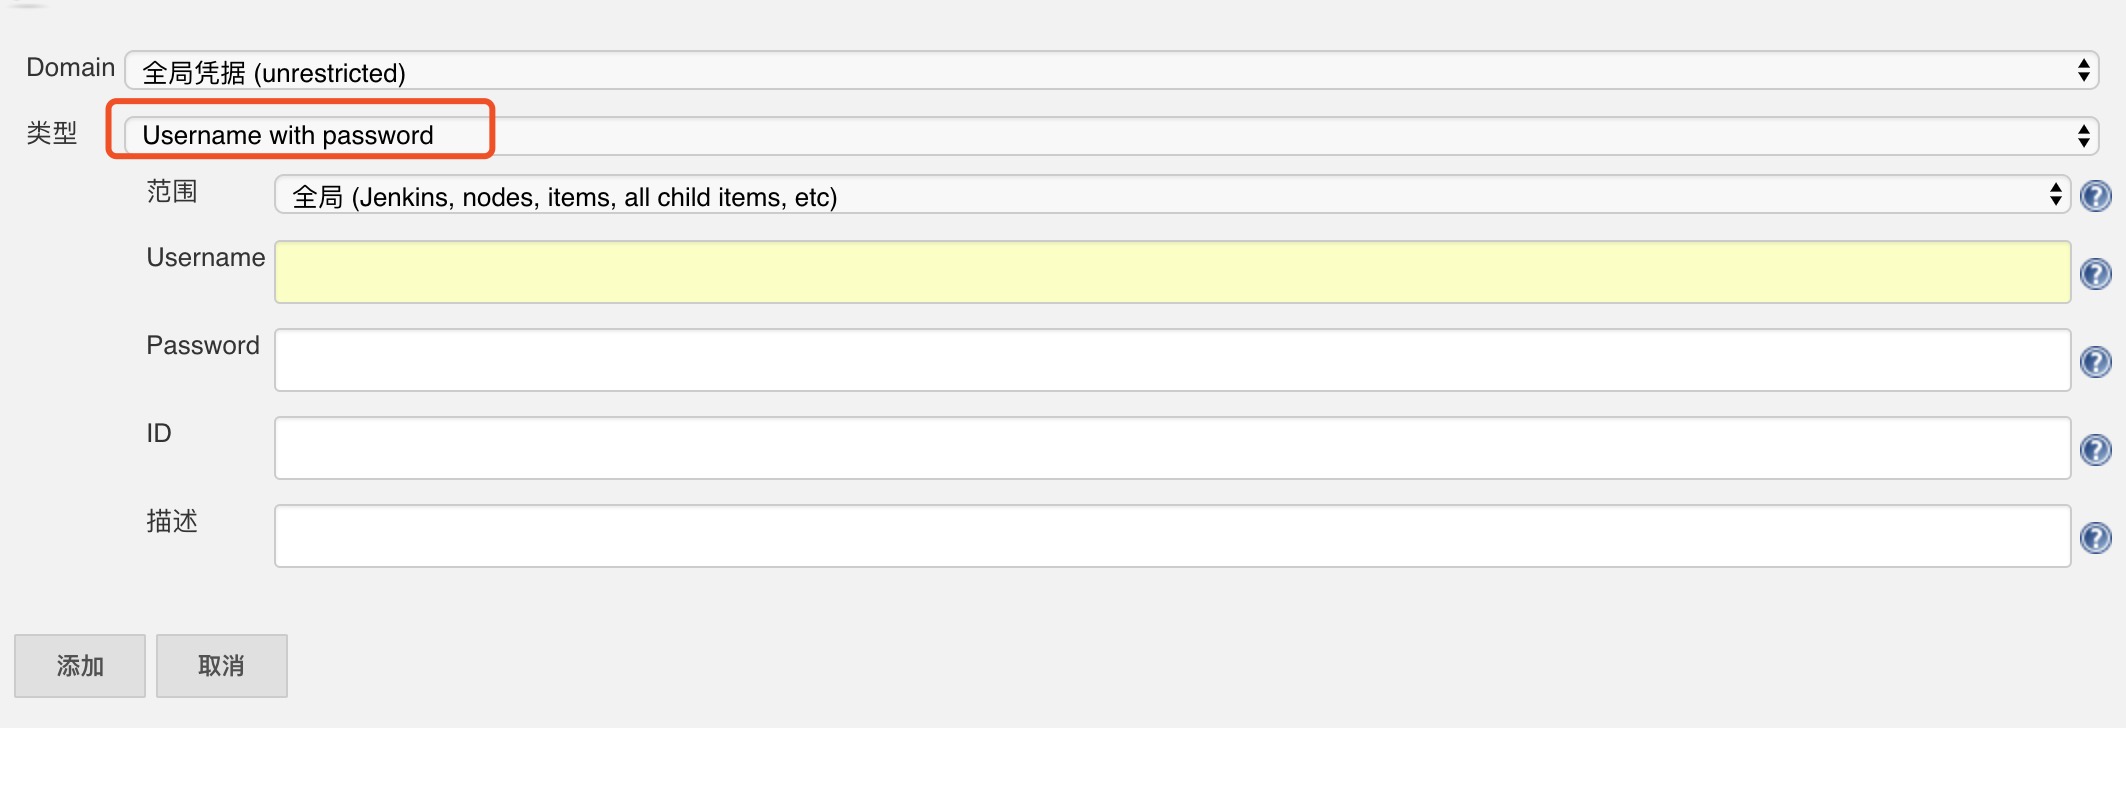 Domain 全局凭据 (unrestricted)
类型 Username with password
范围 全局 (Jenkins, nodes, items, all child items, etc)
Username
Password
ID
描述
添加 取消